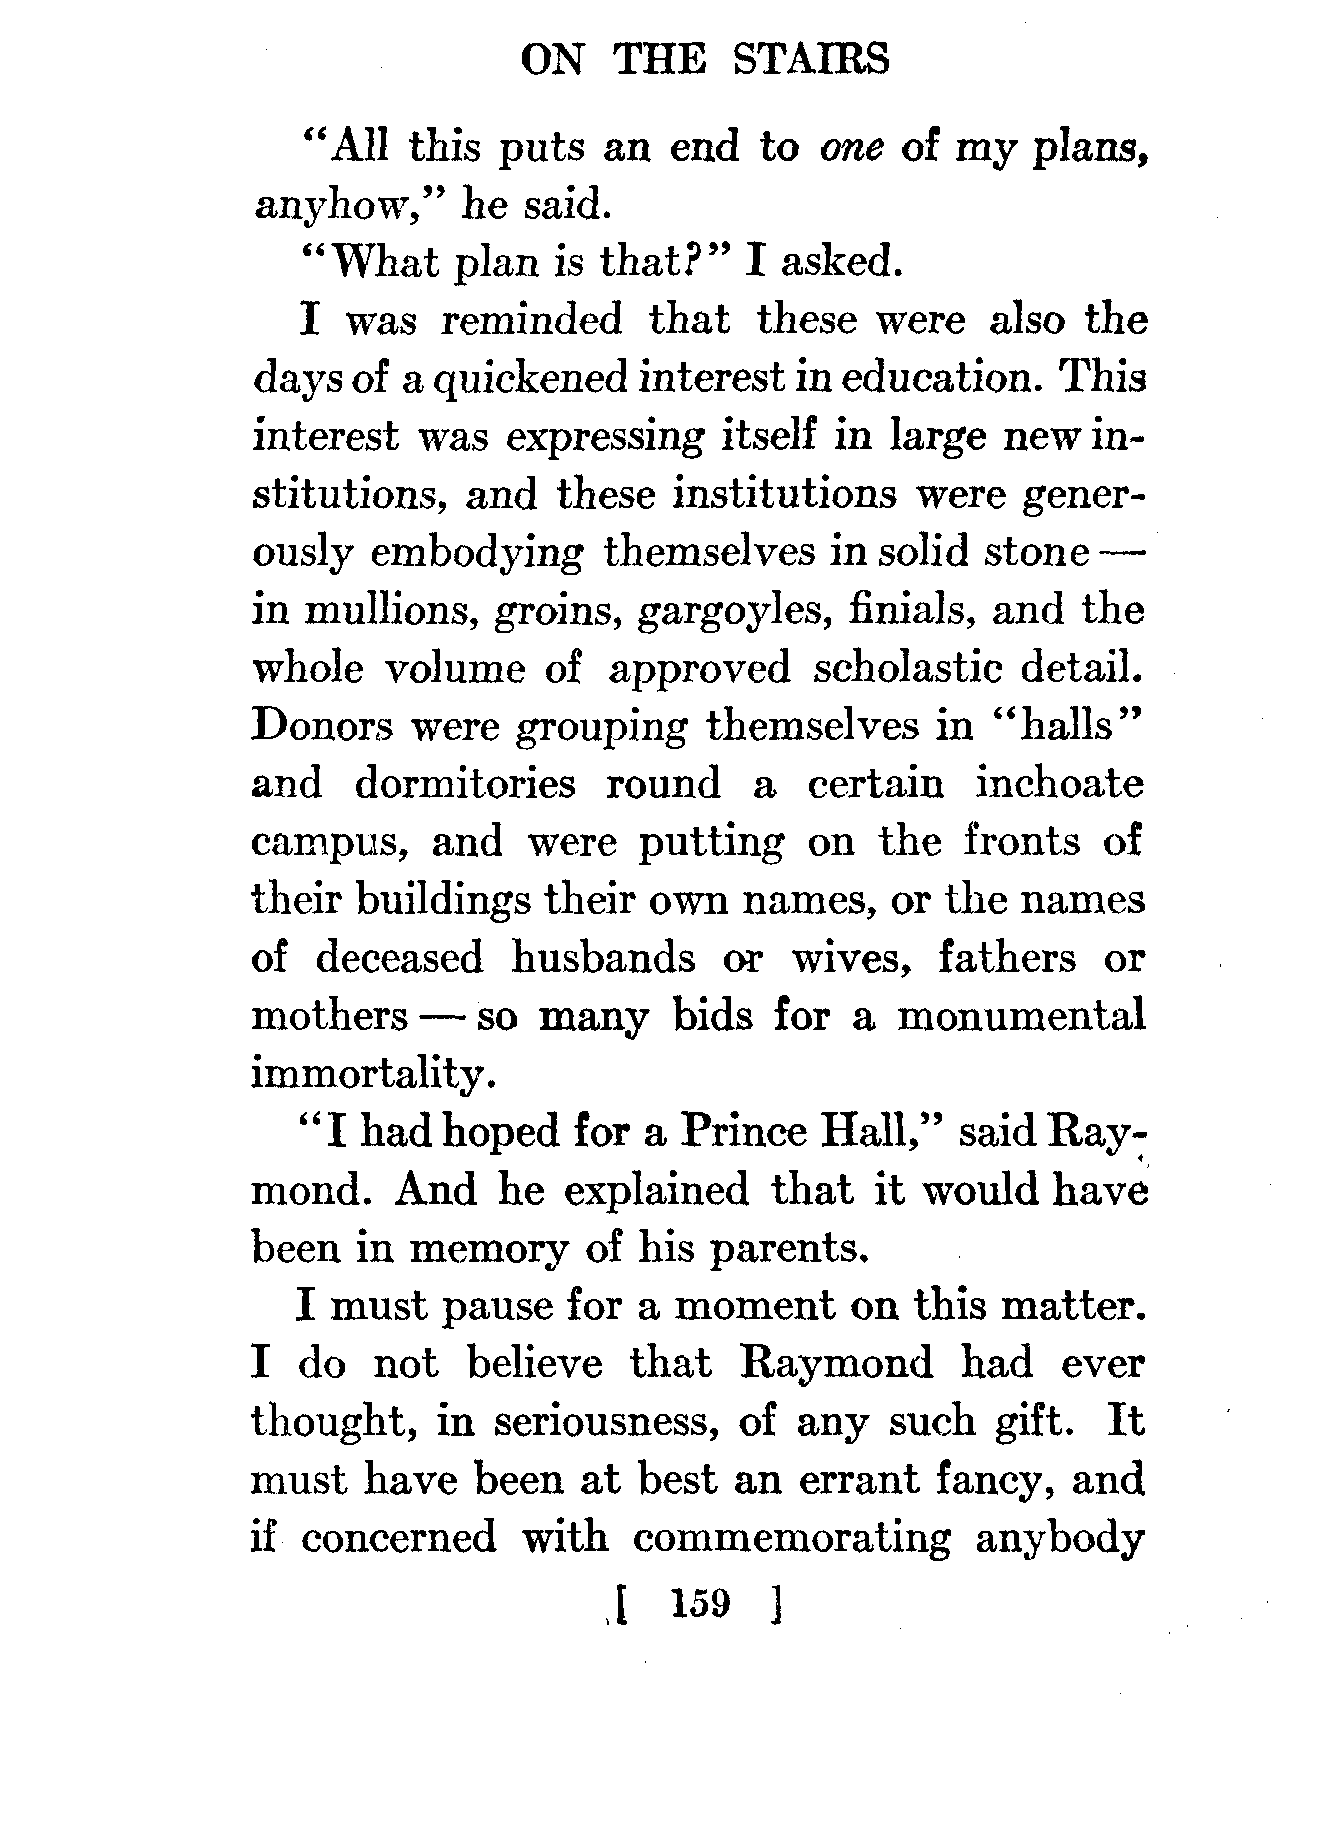 ON THE STAIRS
"All this puts an end to one of my plans,
anyhow," he said.
"What plan is that?" I asked.
I was reminded that these were also the
days of a quickened interest in education. This
interest was expressing itself in large new in-
stitutions, and these institutions were gener-
ously embodying themselves in solid stone —
in mullions, groins, gargoyles, finials, and the
whole volume of approved scholastic detail.
Donors were grouping themselves in "halls"
and dormitories round a certain inchoate
campus, and were putting on the fronts of
their buildings their own names, or the names
of deceased husbands or wives, fathers or
mothers — so many bids for a monumental
immortality.
"I had hoped for a Prince Hall," said Ray-
mond. And he explained that it would have
been in memory of his parents.
I must pause for a moment on this matter.
I do not believe that Raymond had ever
thought, in seriousness, of any such gift. It
must have been at best an errant fancy, and
if concerned with commemorating anybody
[ 159 ]